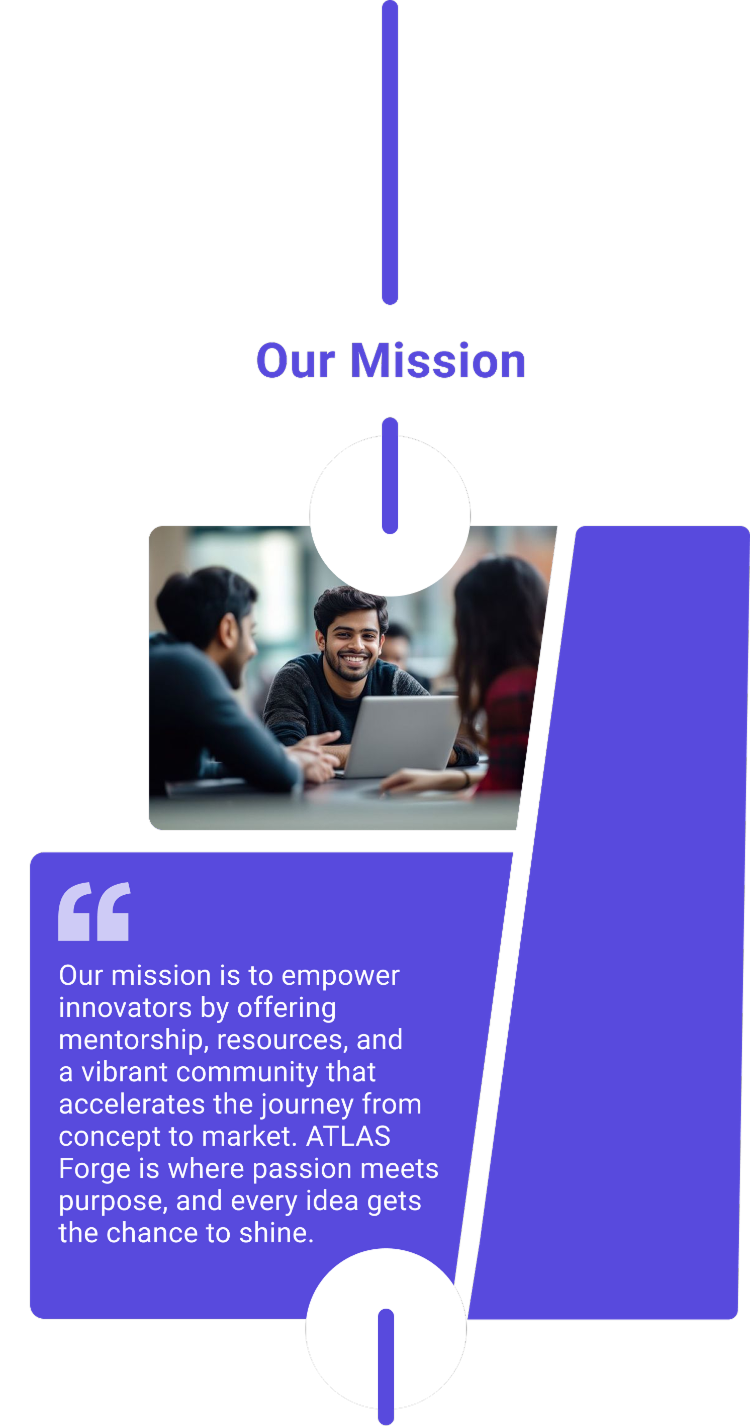 Our Mission
Our mission is to empower
innovators by offering
mentorship, resources, and
a vibrant community that
accelerates the journey from
concept to market. ATLAS
Forge is where passion meets
purpose, and every idea gets
the chance to shine.